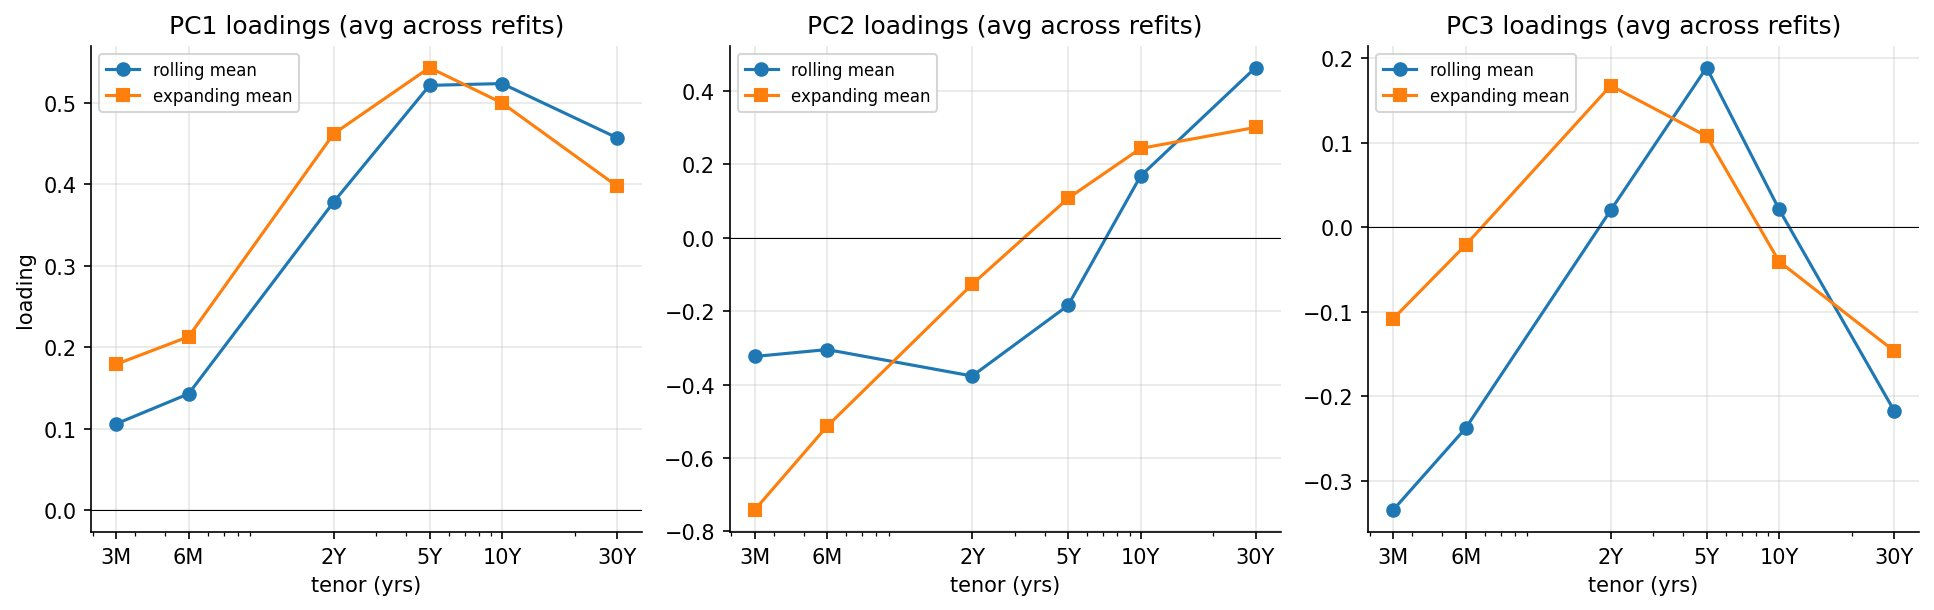 PC1 loadings (avg across refits)
rolling mean
expanding mean
0.5
0.4
0.3
0.2
0.1
0.0
loading
3M 6M 2Y 5Y 10Y 30Y
tenor (yrs)
PC2 loadings (avg across refits)
rolling mean
expanding mean
0.4
0.2
0.0
−0.2
−0.4
−0.6
−0.8
3M 6M 2Y 5Y 10Y 30Y
tenor (yrs)
PC3 loadings (avg across refits)
rolling mean
expanding mean
0.2
0.1
0.0
−0.1
−0.2
−0.3
3M 6M 2Y 5Y 10Y 30Y
tenor (yrs)